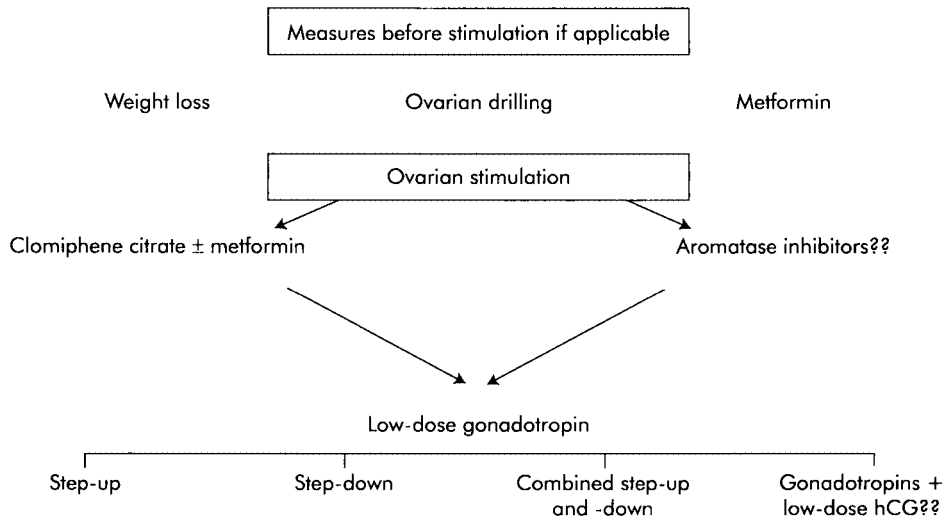 Measures before stimulation if applicable
Weight loss
Ovarian drilling
Metformin
Ovarian stimulation
Clomiphene citrate ± metformin
Aromatase inhibitors??
Low-dose gonadotropin
Step-up
Step-down
Combined step-up
and -down
Gonadotropins +
low-dose hCG??